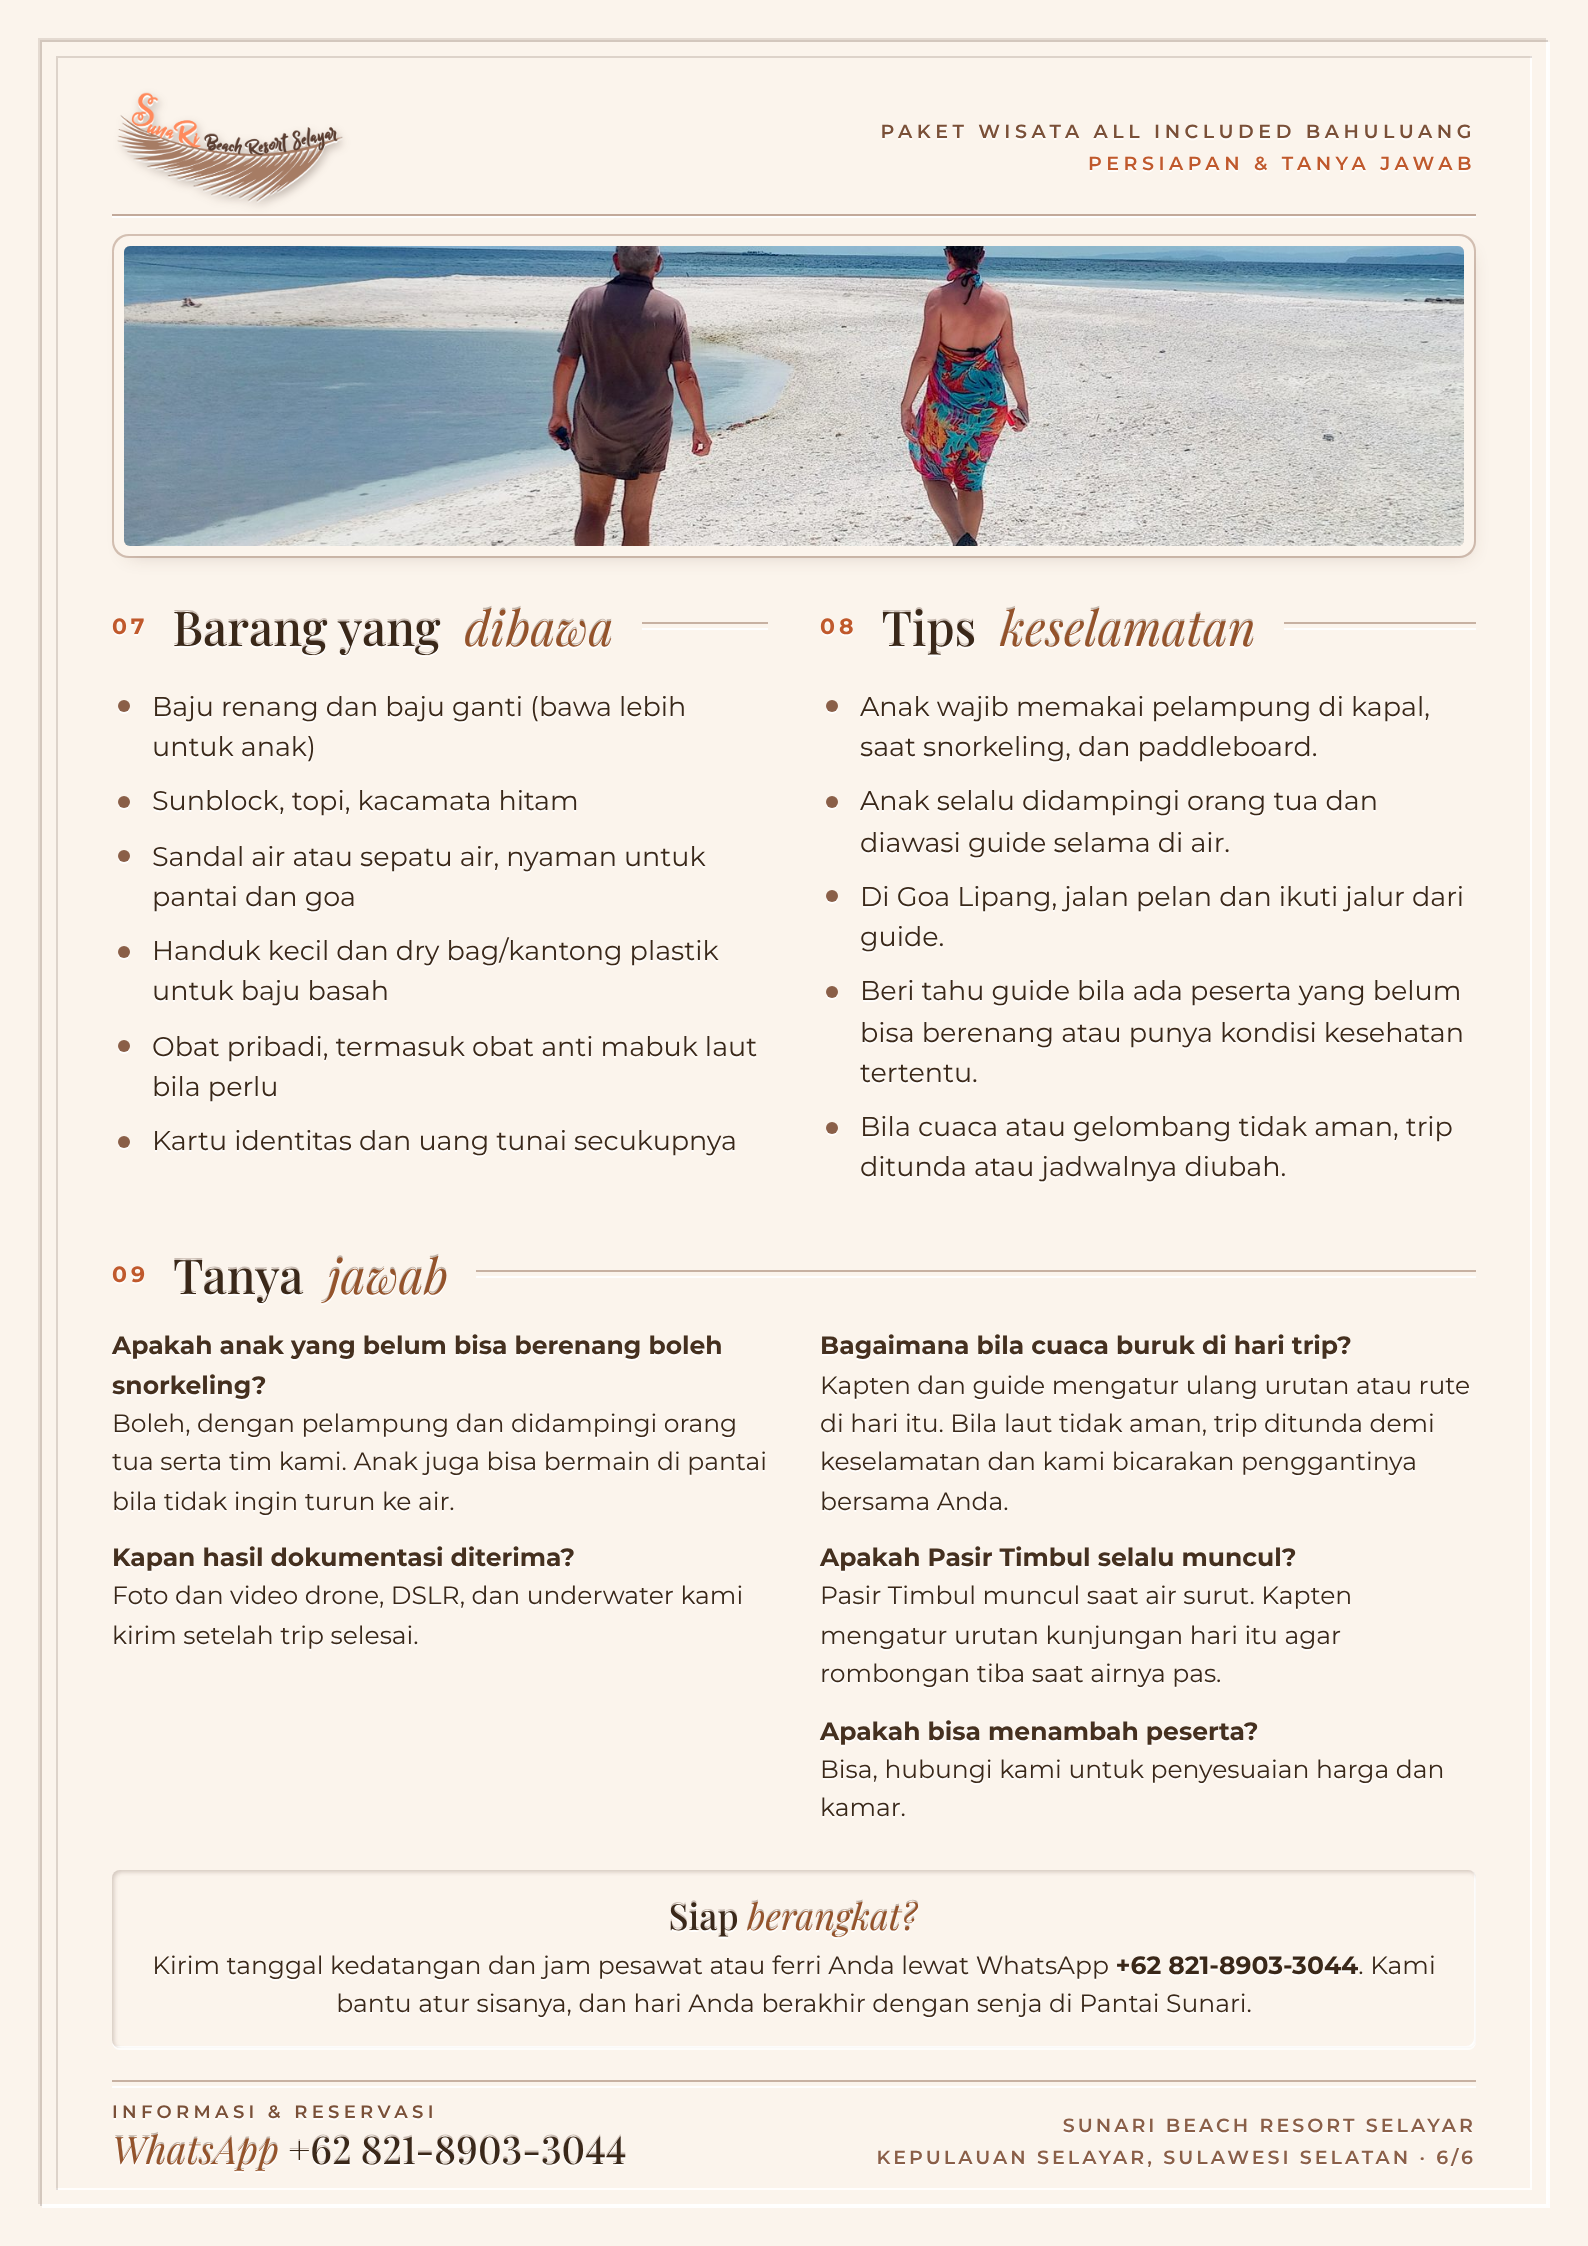 SunaRi Beach Resort Selayar
PAKET WISATA ALL INCLUDED BAHULUANG
PERSIAPAN & TANYA JAWAB
07 Barang yang dibawa
Baju renang dan baju ganti (bawa lebih
untuk anak)
Sunblock, topi, kacamata hitam
Sandal air atau sepatu air, nyaman untuk
pantai dan goa
Handuk kecil dan dry bag/kantong plastik
untuk baju basah
Obat pribadi, termasuk obat anti mabuk laut
bila perlu
Kartu identitas dan uang tunai secukupnya
08 Tips keselamatan
Anak wajib memakai pelampung di kapal,
saat snorkeling, dan paddleboard.
Anak selalu didampingi orang tua dan
diawasi guide selama di air.
Di Goa Lipang, jalan pelan dan ikuti jalur dari
guide.
Beri tahu guide bila ada peserta yang belum
bisa berenang atau punya kondisi kesehatan
tertentu.
Bila cuaca atau gelombang tidak aman, trip
ditunda atau jadwalnya diubah.
09 Tanya jawab
Apakah anak yang belum bisa berenang boleh
snorkeling?
Boleh, dengan pelampung dan didampingi orang
tua serta tim kami. Anak juga bisa bermain di pantai
bila tidak ingin turun ke air.
Kapan hasil dokumentasi diterima?
Foto dan video drone, DSLR, dan underwater kami
kirim setelah trip selesai.
Bagaimana bila cuaca buruk di hari trip?
Kapten dan guide mengatur ulang urutan atau rute
di hari itu. Bila laut tidak aman, trip ditunda demi
keselamatan dan kami bicarakan penggantinya
bersama Anda.
Apakah Pasir Timbul selalu muncul?
Pasir Timbul muncul saat air surut. Kapten
mengatur urutan kunjungan hari itu agar
rombongan tiba saat airnya pas.
Apakah bisa menambah peserta?
Bisa, hubungi kami untuk penyesuaian harga dan
kamar.
Siap berangkat?
Kirim tanggal kedatangan dan jam pesawat atau ferri Anda lewat WhatsApp +62 821-8903-3044. Kami
bantu atur sisanya, dan hari Anda berakhir dengan senja di Pantai Sunari.
INFORMASI & RESERVASI
WhatsApp +62 821-8903-3044
SUNARI BEACH RESORT SELAYAR
KEPULAUAN SELAYAR, SULAWESI SELATAN · 6/6